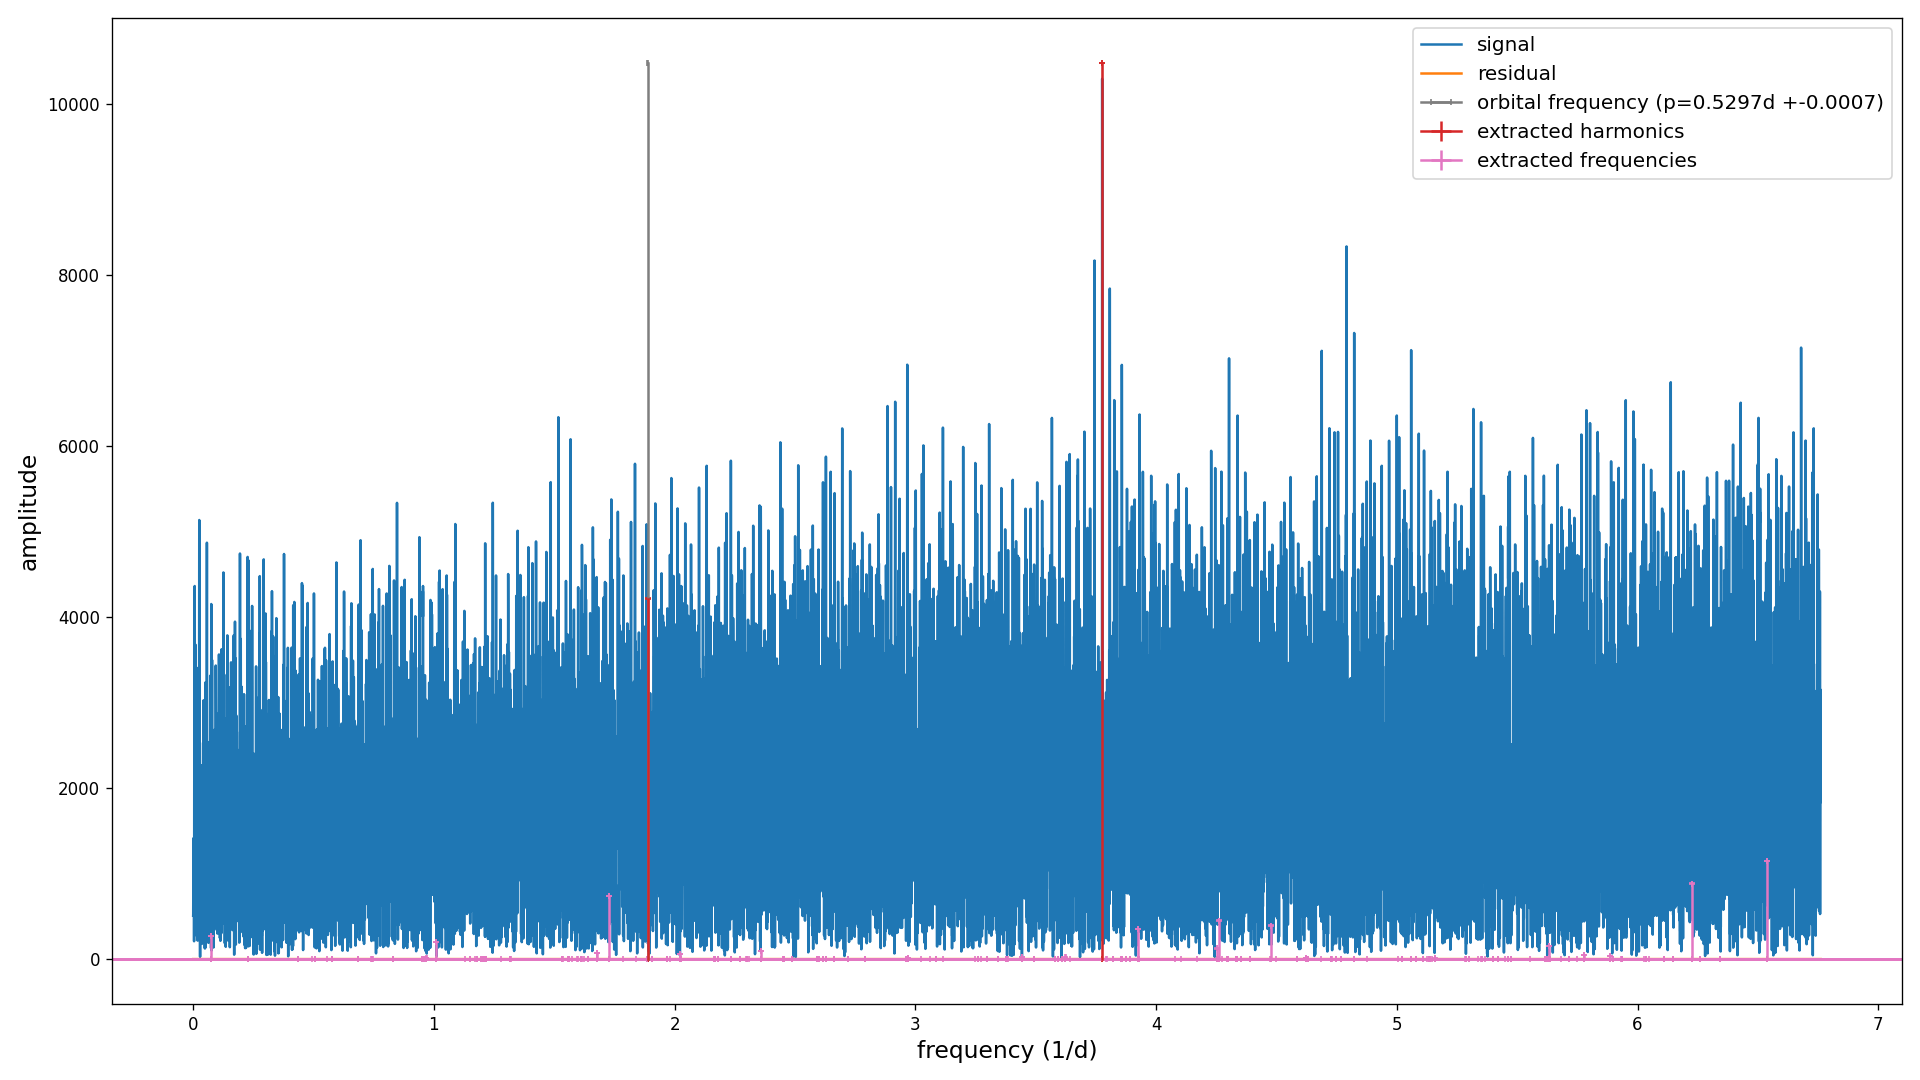 signal
residual
orbital frequency (p=0.5297d +-0.0007)
extracted harmonics
extracted frequencies
amplitude
10000
8000
6000
4000
2000
0
0 1 2 3 4 5 6 7
frequency (1/d)